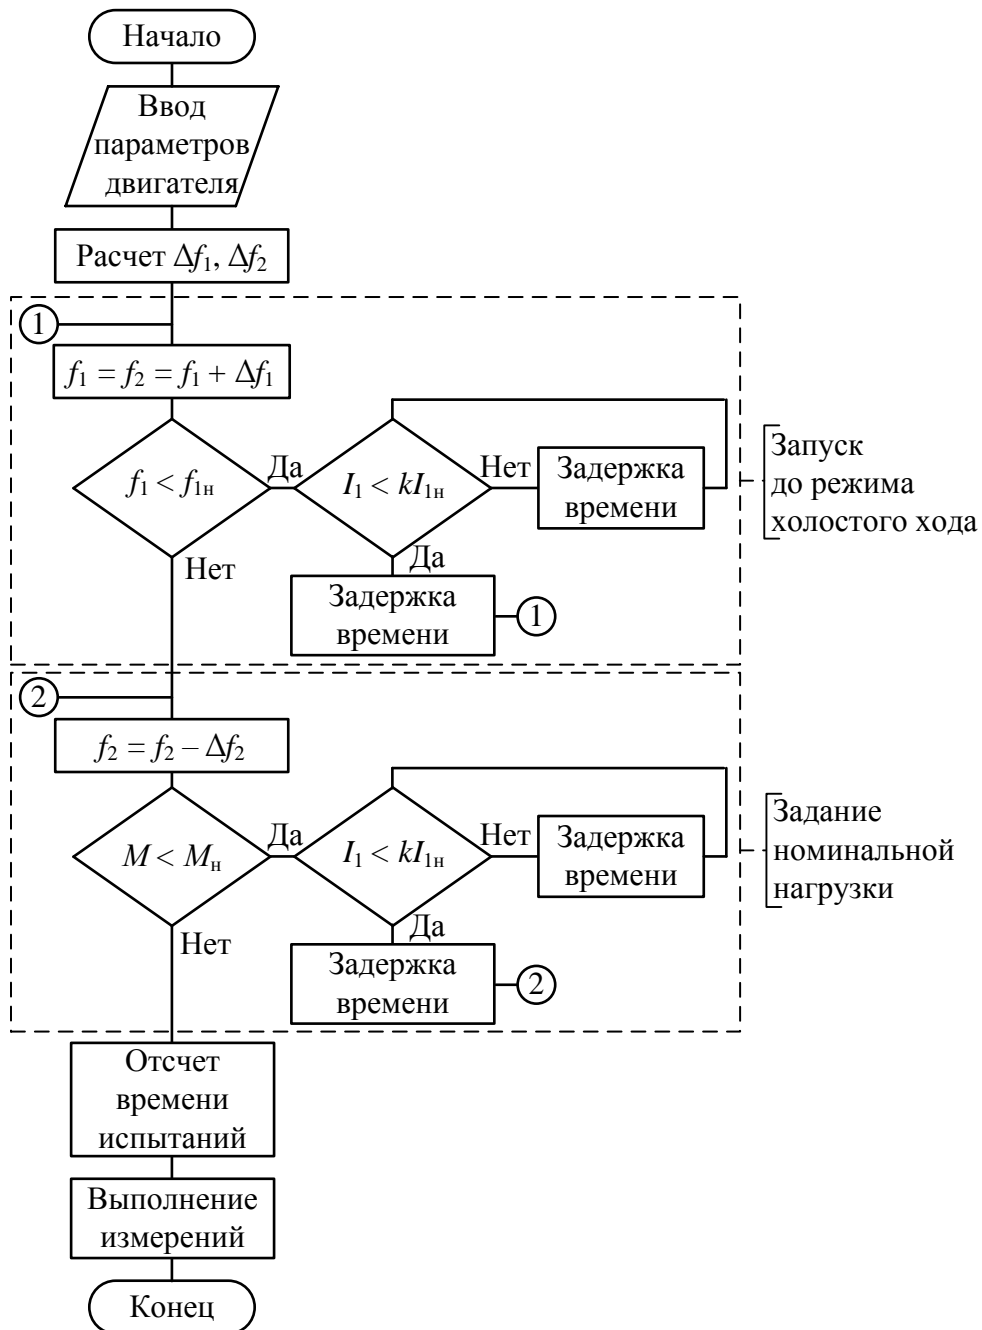 Начало
Ввод
параметров
двигателя
Расчет Δf₁, Δf₂
1
f₁ = f₂ = f₁ + Δf₁
f₁ < f₁н
Да
I₁ < kI₁н
Нет
Задержка
времени
Запуск
до режима
холостого хода
Нет
Да
Задержка
времени
1
2
f₂ = f₂ – Δf₂
M < Mн
Да
I₁ < kI₁н
Нет
Задержка
времени
Задание
номинальной
нагрузки
Нет
Да
Задержка
времени
2
Отсчет
времени
испытаний
Выполнение
измерений
Конец